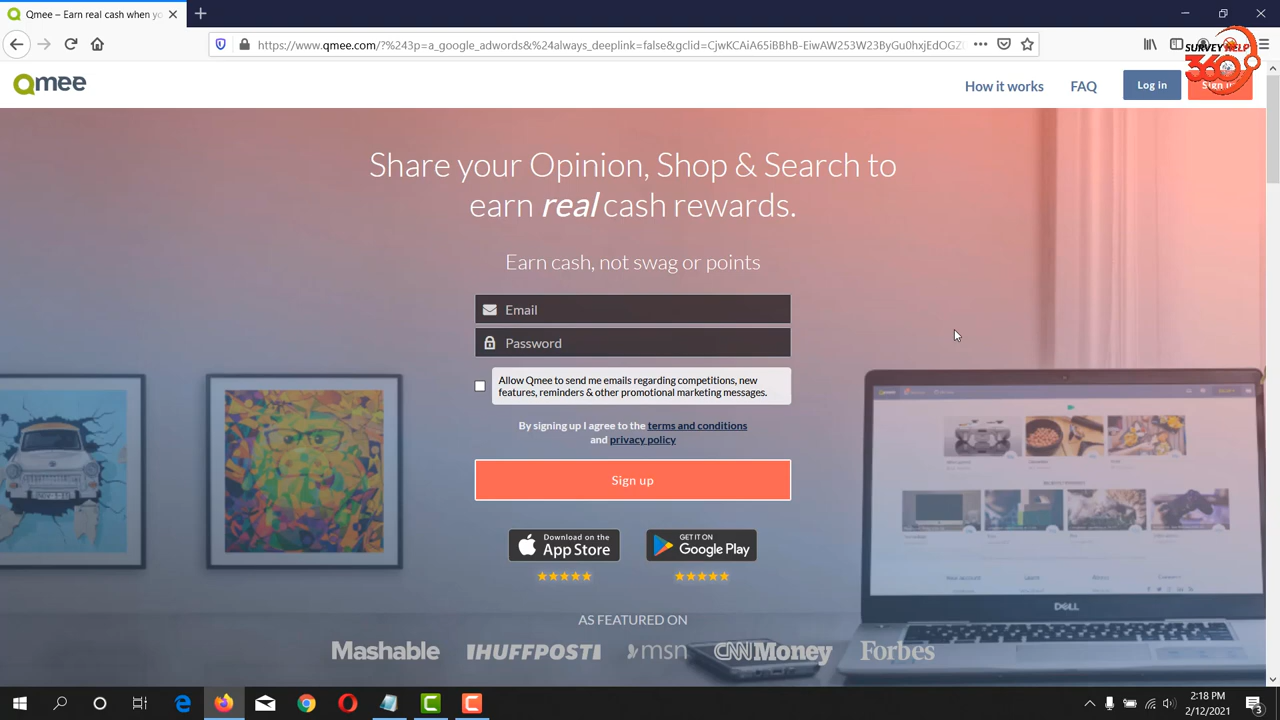 Qmee – Earn real cash when yo
https://www.qmee.com/?%243p=a_google_adwords&%24always_deeplink=false&gclid=CjwKCAiA65iBBhB-EiwAW253W23ByGu0hxjEdOGZ
SURVEY HELP
360
Qmee
How it works
FAQ
Log in
Sign
Share your Opinion, Shop & Search to
earn real cash rewards.
Earn cash, not swag or points
Email
Password
Allow Qmee to send me emails regarding competitions, new
features, reminders & other promotional marketing messages.
By signing up I agree to the terms and conditions
and privacy policy
Sign up
Download on the
App Store
GET IT ON
Google Play
DELL
AS FEATURED ON
Mashable
IHUFFPOSTI
msn
CNNMoney
Forbes
2:18 PM
2/12/2021
3